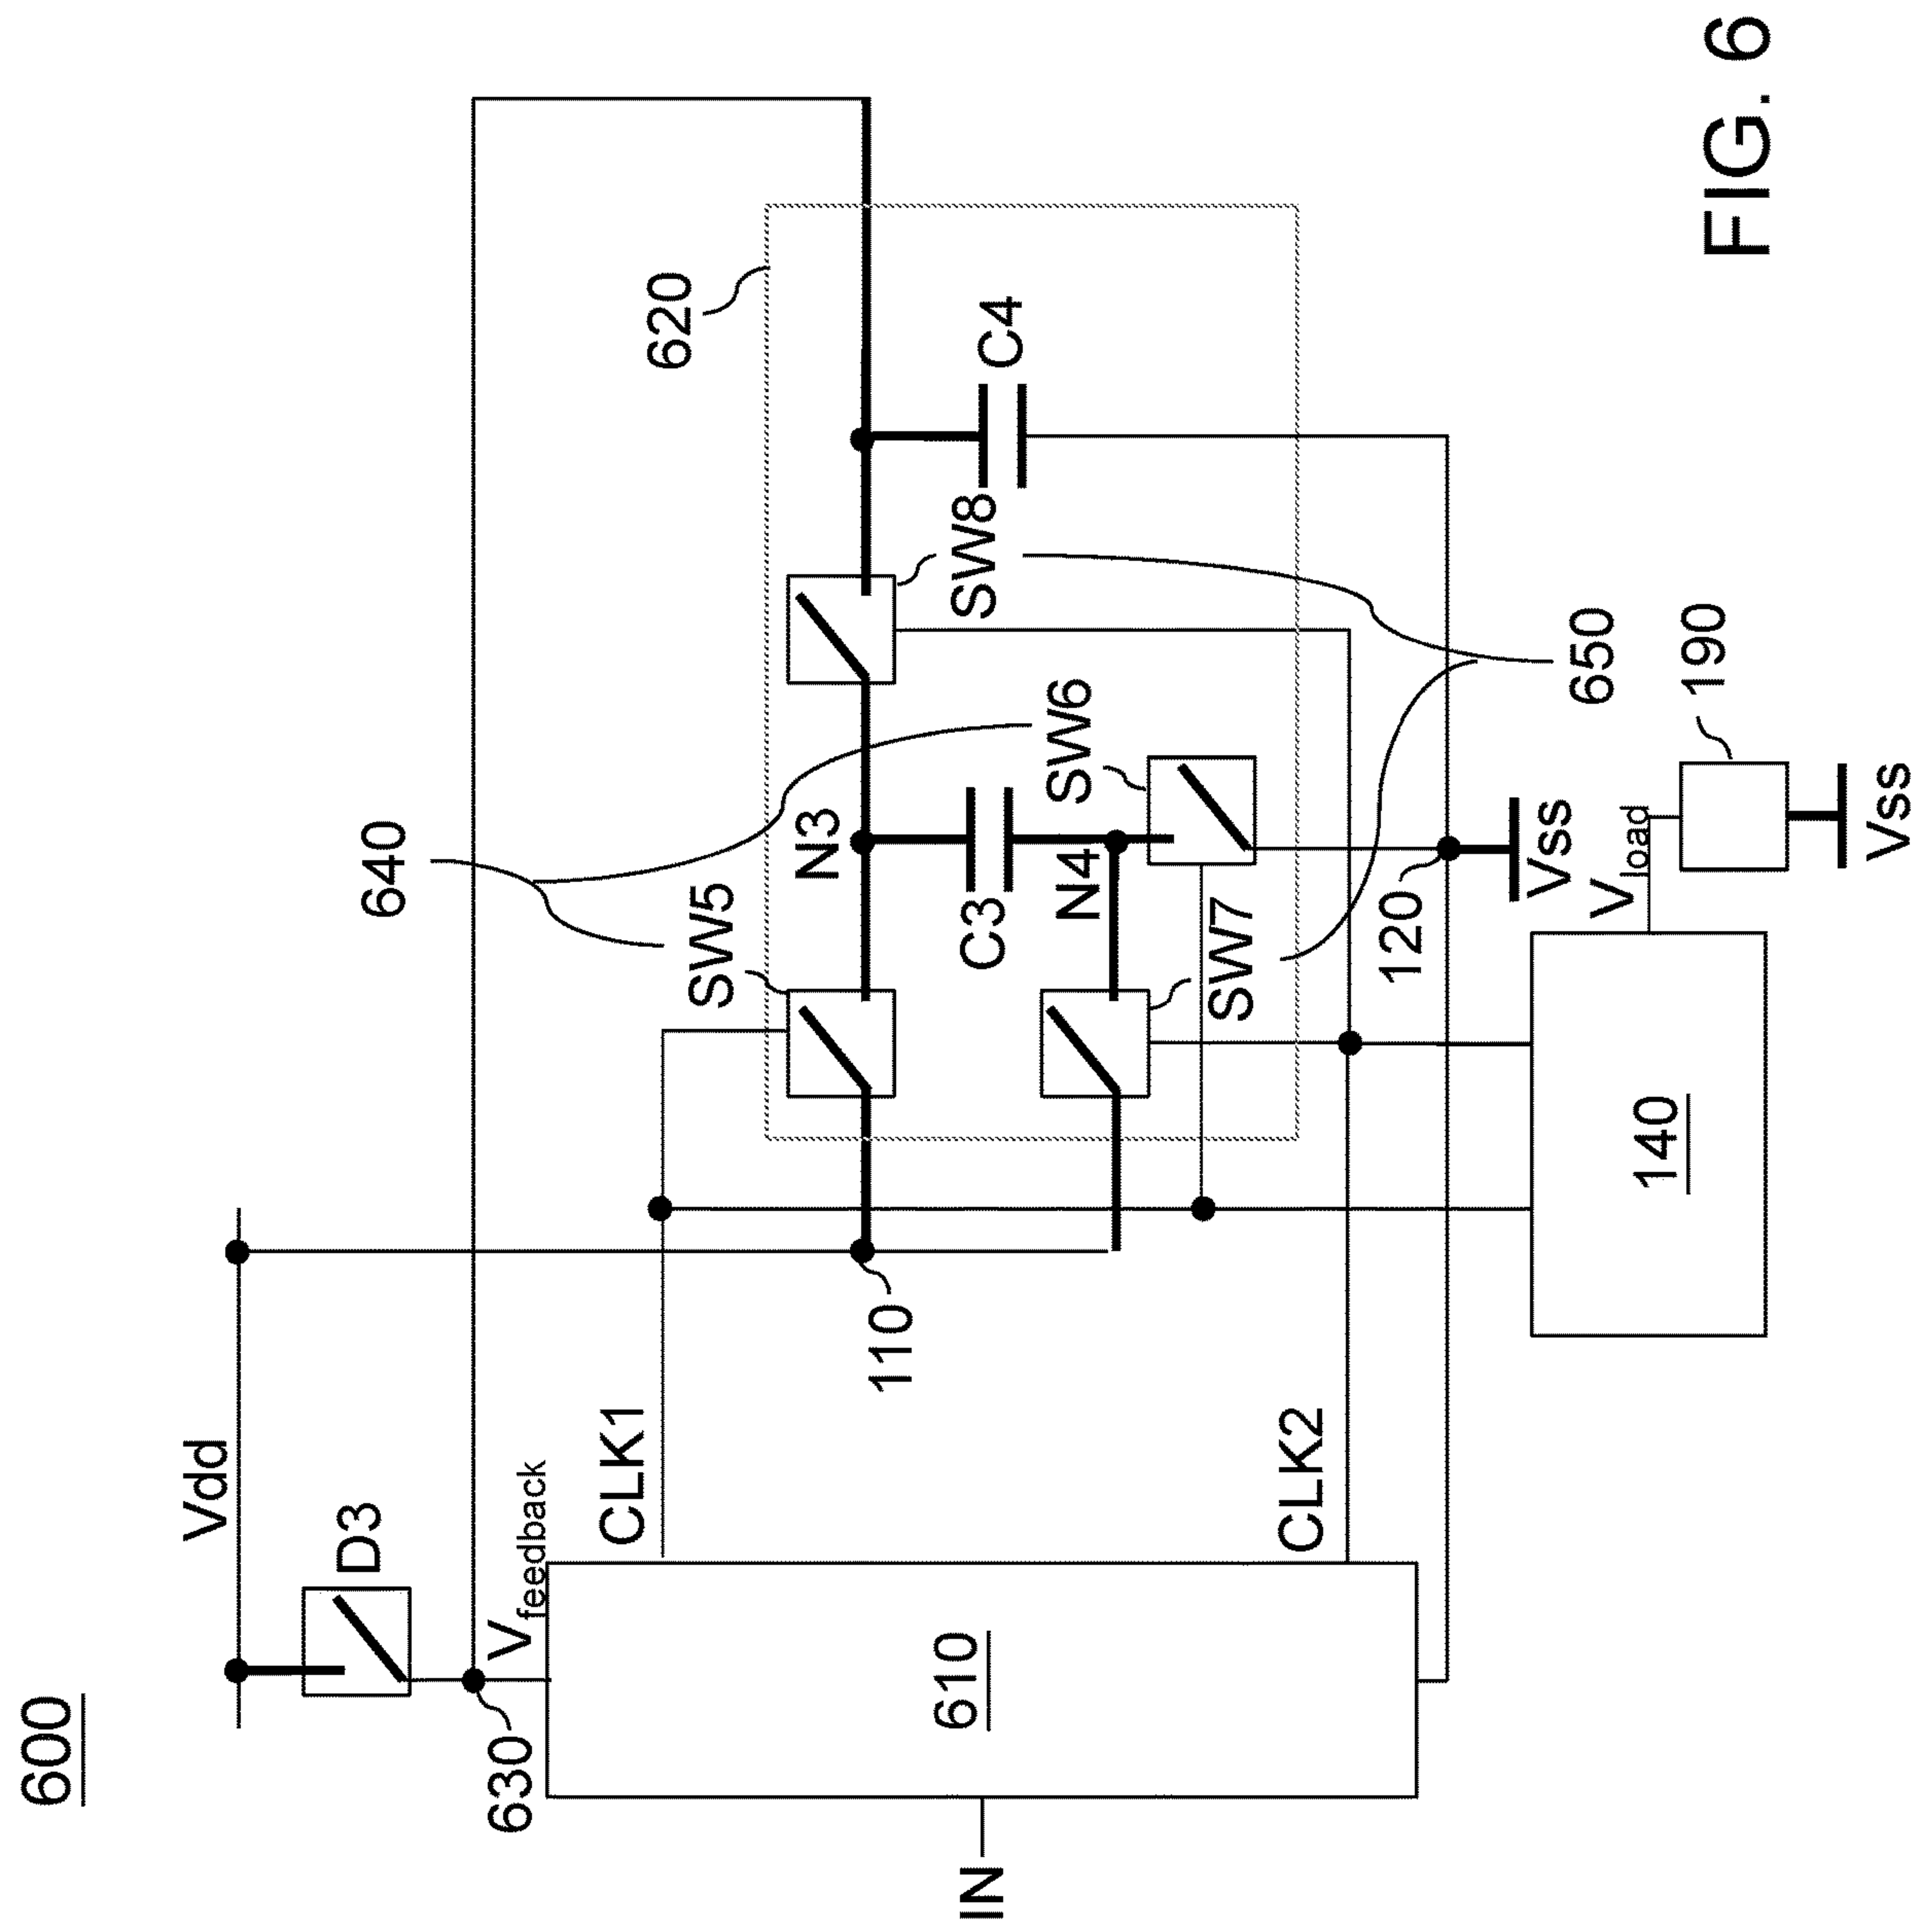 600
Vdd
D3
630
Vfeedback
IN
610
CLK1
CLK2
110
640
SW5
N3
C3
N4
SW6
SW7
SW8
C4
620
650
120
Vss
140
Vload
190
Vss
FIG. 6